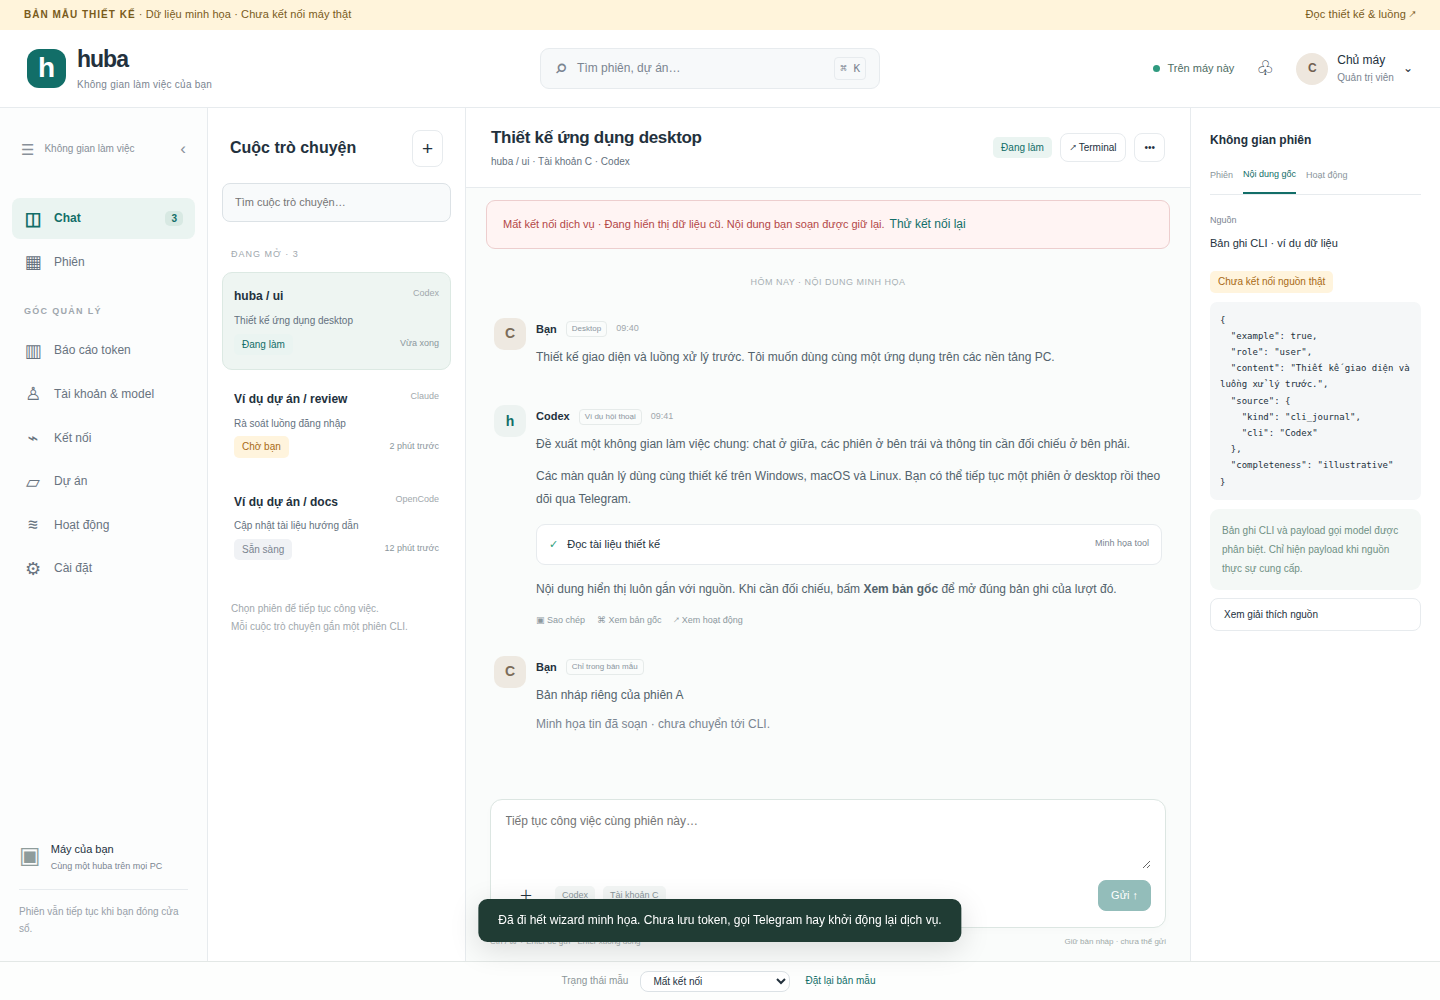 BẢN MẪU THIẾT KẾ · Dữ liệu minh họa · Chưa kết nối máy thật
Đọc thiết kế & luồng ↗
h
huba
Không gian làm việc của bạn
Tìm phiên, dự án…
⌘ K
Trên máy này
C
Chủ máy
Quản trị viên
Không gian làm việc
Chat
3
Phiên
GÓC QUẢN LÝ
Báo cáo token
Tài khoản & model
Kết nối
Dự án
Hoạt động
Cài đặt
Máy của bạn
Cùng một huba trên mọi PC
Phiên vẫn tiếp tục khi bạn đóng cửa
sổ.
Cuộc trò chuyện
+
Tìm cuộc trò chuyện…
ĐANG MỞ · 3
huba / ui
Codex
Thiết kế ứng dụng desktop
Đang làm
Vừa xong
Ví dụ dự án / review
Claude
Rà soát luồng đăng nhập
Chờ bạn
2 phút trước
Ví dụ dự án / docs
OpenCode
Cập nhật tài liệu hướng dẫn
Sẵn sàng
12 phút trước
Chọn phiên để tiếp tục công việc.
Mỗi cuộc trò chuyện gắn một phiên CLI.
Thiết kế ứng dụng desktop
huba / ui · Tài khoản C · Codex
Đang làm
↗ Terminal
•••
Mất kết nối dịch vụ · Đang hiển thị dữ liệu cũ. Nội dung bạn soạn được giữ lại. Thử kết nối lại
HÔM NAY · NỘI DUNG MINH HỌA
C
Bạn
Desktop
09:40
Thiết kế giao diện và luồng xử lý trước. Tôi muốn dùng cùng một ứng dụng trên các nền tảng PC.
h
Codex
Ví dụ hội thoại
09:41
Đề xuất một không gian làm việc chung: chat ở giữa, các phiên ở bên trái và thông tin cần đối chiếu ở bên phải.
Các màn quản lý dùng cùng thiết kế trên Windows, macOS và Linux. Bạn có thể tiếp tục một phiên ở desktop rồi theo
dõi qua Telegram.
✓ Đọc tài liệu thiết kế
Minh họa tool
Nội dung hiển thị luôn gắn với nguồn. Khi cần đối chiếu, bấm Xem bản gốc để mở đúng bản ghi của lượt đó.
▣ Sao chép
⌘ Xem bản gốc
↗ Xem hoạt động
C
Bạn
Chỉ trong bản mẫu
Bản nháp riêng của phiên A
Minh họa tin đã soạn · chưa chuyển tới CLI.
Tiếp tục công việc cùng phiên này…
+
Codex
Tài khoản C
Gửi ↑
Đã đi hết wizard minh họa. Chưa lưu token, gọi Telegram hay khởi động lại dịch vụ.
Giữ bản nháp · chưa thể gửi
Không gian phiên
Phiên
Nội dung gốc
Hoạt động
Nguồn
Bản ghi CLI · ví dụ dữ liệu
Chưa kết nối nguồn thật
{
"example": true,
"role": "user",
"content": "Thiết kế giao diện và
luồng xử lý trước.",
"source": {
"kind": "cli_journal",
"cli": "Codex"
},
"completeness": "illustrative"
}
Bản ghi CLI và payload gọi model được
phân biệt. Chỉ hiện payload khi nguồn
thực sự cung cấp.
Xem giải thích nguồn
Trạng thái mẫu
Mất kết nối
Đặt lại bản mẫu